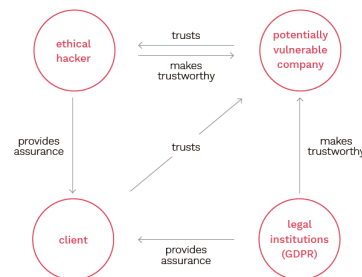 trusts
ethical
hacker
potentially
vulnerable
company
makes
trustworthy
provides
assurance
trusts
makes
trustworthy
client
provides
assurance
legal
institutions
(GDPR)